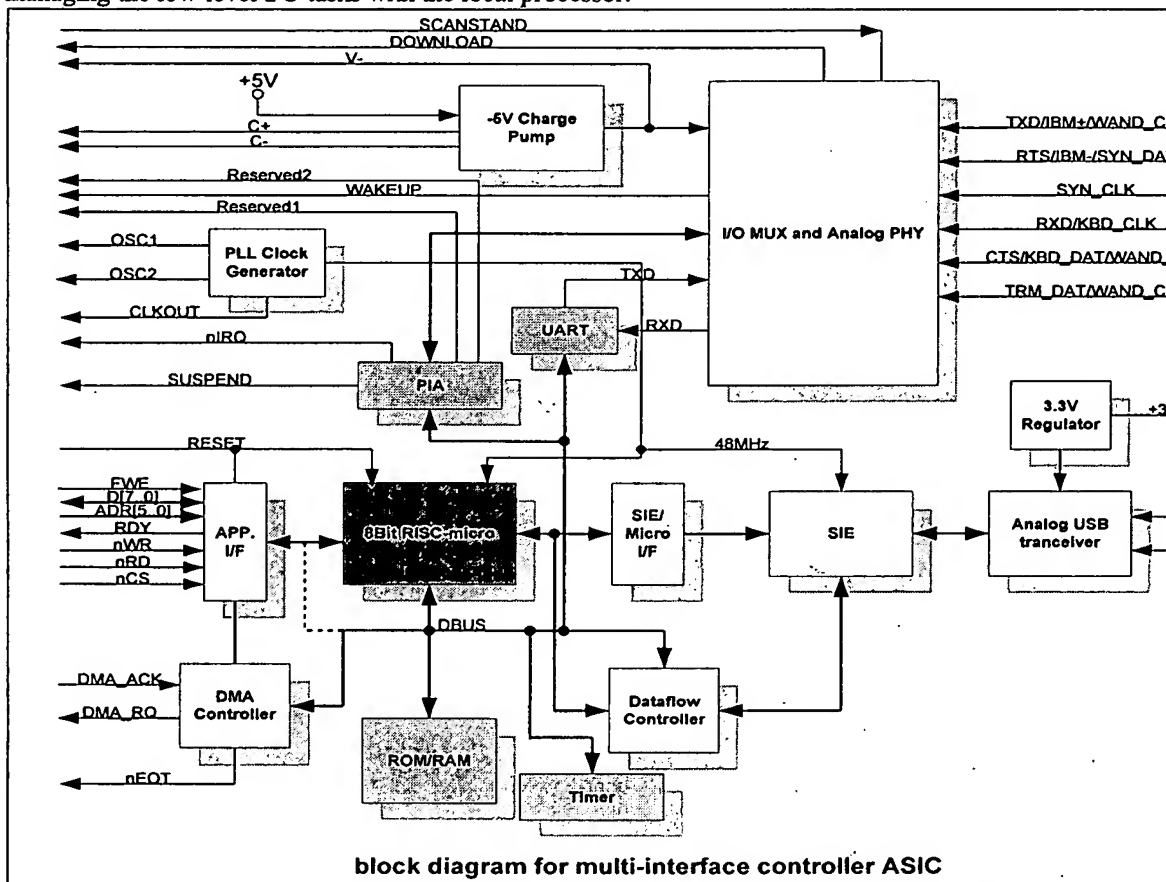 managing the low level I/O tasks with the local processor.
SCANSTAND
DOWNLOAD
V-
+5V
-5V Charge
Pump
C+
C-
TXD/IBM+/WAND_C
RTS/IBM-/SYN_DA
SYN_CLK
RXD/KBD_CLK
CTS/KBD_DAT/WAND_
TRM_DAT/WAND_C
Reserved2
WAKEUP
Reserved1
I/O MUX and Analog PHY
OSC1
PLL Clock
Generator
OSC2
CLKOUT
TXD
UART
RXD
nIRQ
PIA
SUSPEND
3.3V
Regulator
+3
RESET
48MHz
FWE
D[7..0]
ADR[5..0]
RDY
nWR
nRD
nCS
APP.
I/F
8Bit RISC-micro
SIE/
Micro
I/F
SIE
Analog USB
tranceiver
DBUS
DMA_ACK
DMA_RQ
nEOT
DMA
Controller
Dataflow
Controller
ROM/RAM
Timer
block diagram for multi-interface controller ASIC